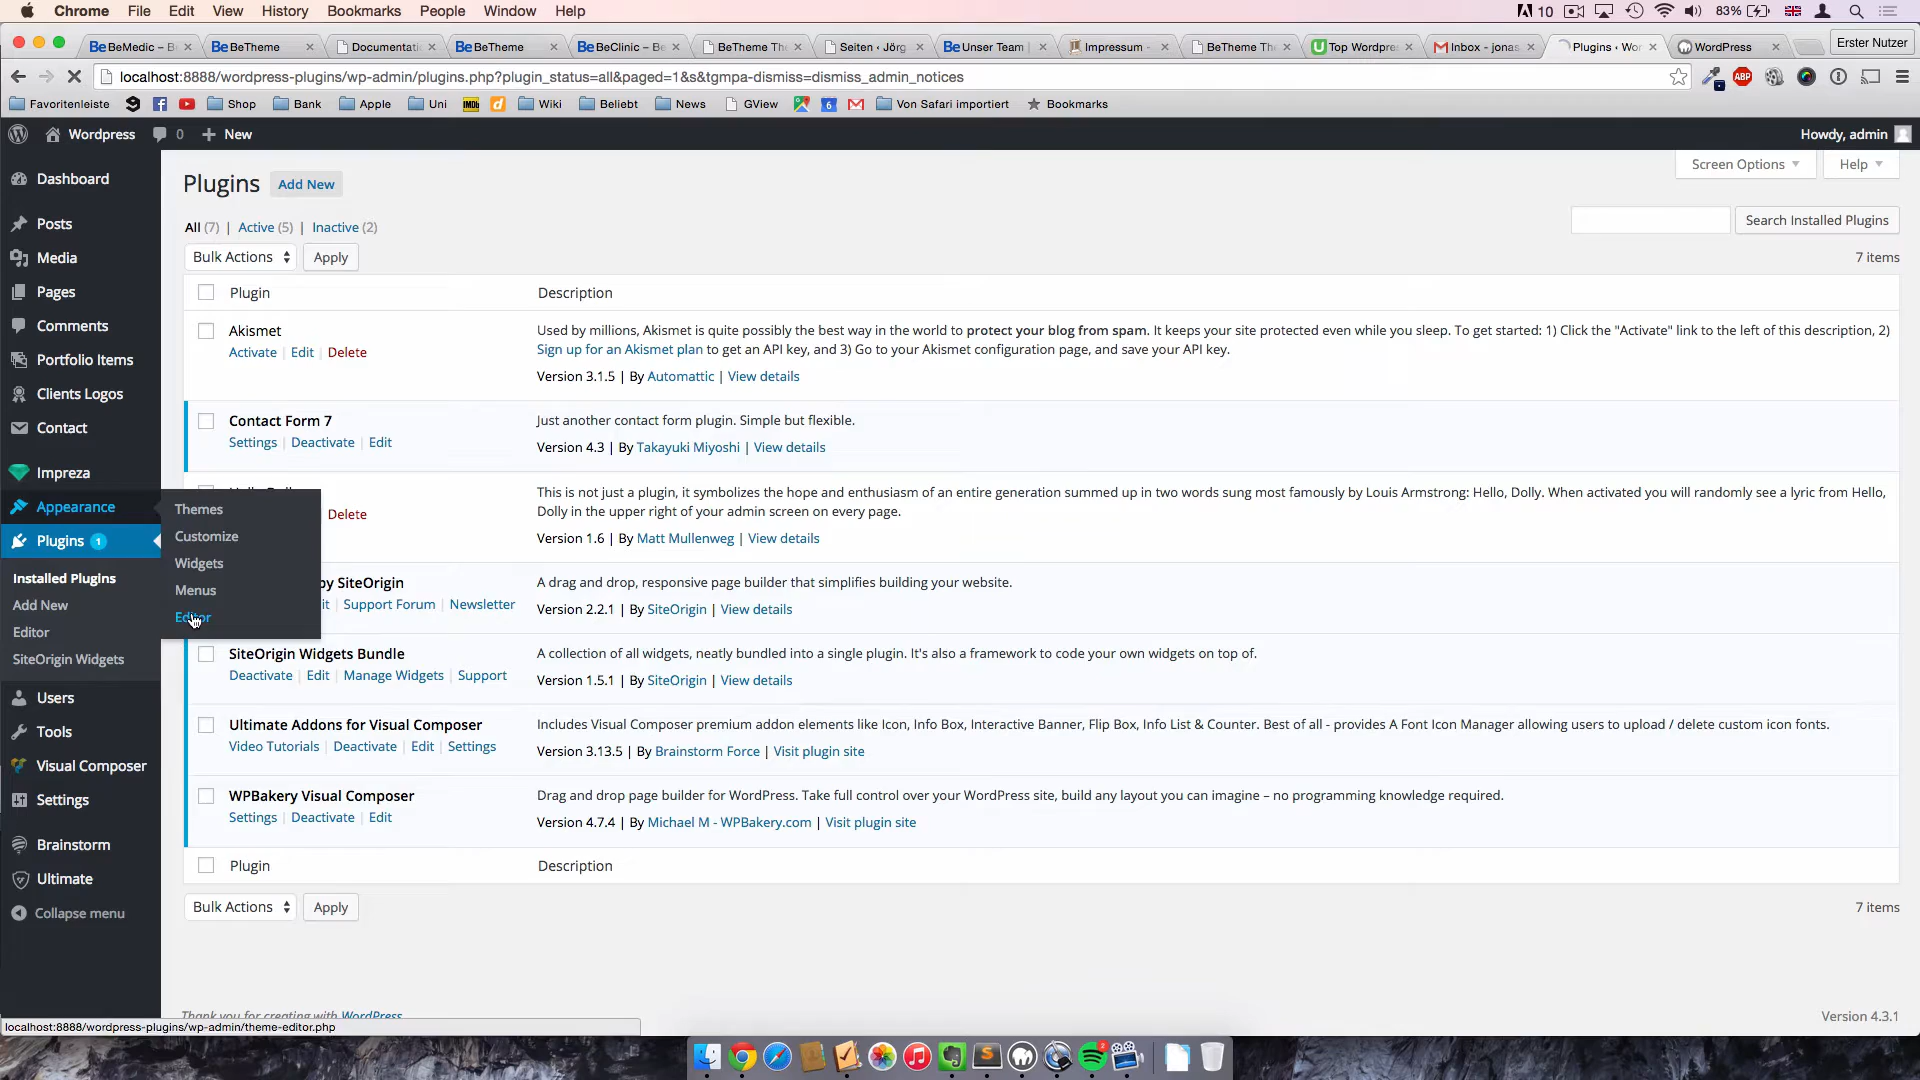 Chrome File Edit View History Bookmarks People Window Help 10 83%
BeMedic – B BeTheme Documentati BeTheme BeClinic – Be BeTheme Th Seiten ‹ Jörg Unser Team | Impressum - BeTheme Th Top Wordpre Inbox - jonas Plugins ‹ Wor WordPress Erster Nutzer
localhost:8888/wordpress-plugins/wp-admin/plugins.php?plugin_status=all&paged=1&s&tgmpa-dismiss=dismiss_admin_notices ABP
Favoritenleiste Shop Bank Apple Uni IMDb Wiki Beliebt News GView 6 Von Safari importiert Bookmarks
Wordpress 0 New Howdy, admin
Screen Options Help
Dashboard
Posts
Media
Pages
Comments
Portfolio Items
Clients Logos
Contact
Impreza
Appearance
Plugins 1
Installed Plugins
Add New
Editor
SiteOrigin Widgets
Users
Tools
Visual Composer
Settings
Brainstorm
Ultimate
Collapse menu
Themes
Customize
Widgets
Menus
Editor
Plugins Add New
All (7) | Active (5) | Inactive (2)
Search Installed Plugins
Bulk Actions Apply 7 items
Plugin Description
Akismet
Activate | Edit | Delete
Used by millions, Akismet is quite possibly the best way in the world to protect your blog from spam. It keeps your site protected even while you sleep. To get started: 1) Click the "Activate" link to the left of this description, 2)
Sign up for an Akismet plan to get an API key, and 3) Go to your Akismet configuration page, and save your API key.
Version 3.1.5 | By Automattic | View details
Contact Form 7
Settings | Deactivate | Edit
Just another contact form plugin. Simple but flexible.
Version 4.3 | By Takayuki Miyoshi | View details
Delete
This is not just a plugin, it symbolizes the hope and enthusiasm of an entire generation summed up in two words sung most famously by Louis Armstrong: Hello, Dolly. When activated you will randomly see a lyric from Hello,
Dolly in the upper right of your admin screen on every page.
Version 1.6 | By Matt Mullenweg | View details
by SiteOrigin
it | Support Forum | Newsletter
A drag and drop, responsive page builder that simplifies building your website.
Version 2.2.1 | By SiteOrigin | View details
SiteOrigin Widgets Bundle
Deactivate | Edit | Manage Widgets | Support
A collection of all widgets, neatly bundled into a single plugin. It's also a framework to code your own widgets on top of.
Version 1.5.1 | By SiteOrigin | View details
Ultimate Addons for Visual Composer
Video Tutorials | Deactivate | Edit | Settings
Includes Visual Composer premium addon elements like Icon, Info Box, Interactive Banner, Flip Box, Info List & Counter. Best of all - provides A Font Icon Manager allowing users to upload / delete custom icon fonts.
Version 3.13.5 | By Brainstorm Force | Visit plugin site
WPBakery Visual Composer
Settings | Deactivate | Edit
Drag and drop page builder for WordPress. Take full control over your WordPress site, build any layout you can imagine – no programming knowledge required.
Version 4.7.4 | By Michael M - WPBakery.com | Visit plugin site
Plugin Description
Bulk Actions Apply 7 items
Thank you for creating with WordPress Version 4.3.1
localhost:8888/wordpress-plugins/wp-admin/theme-editor.php